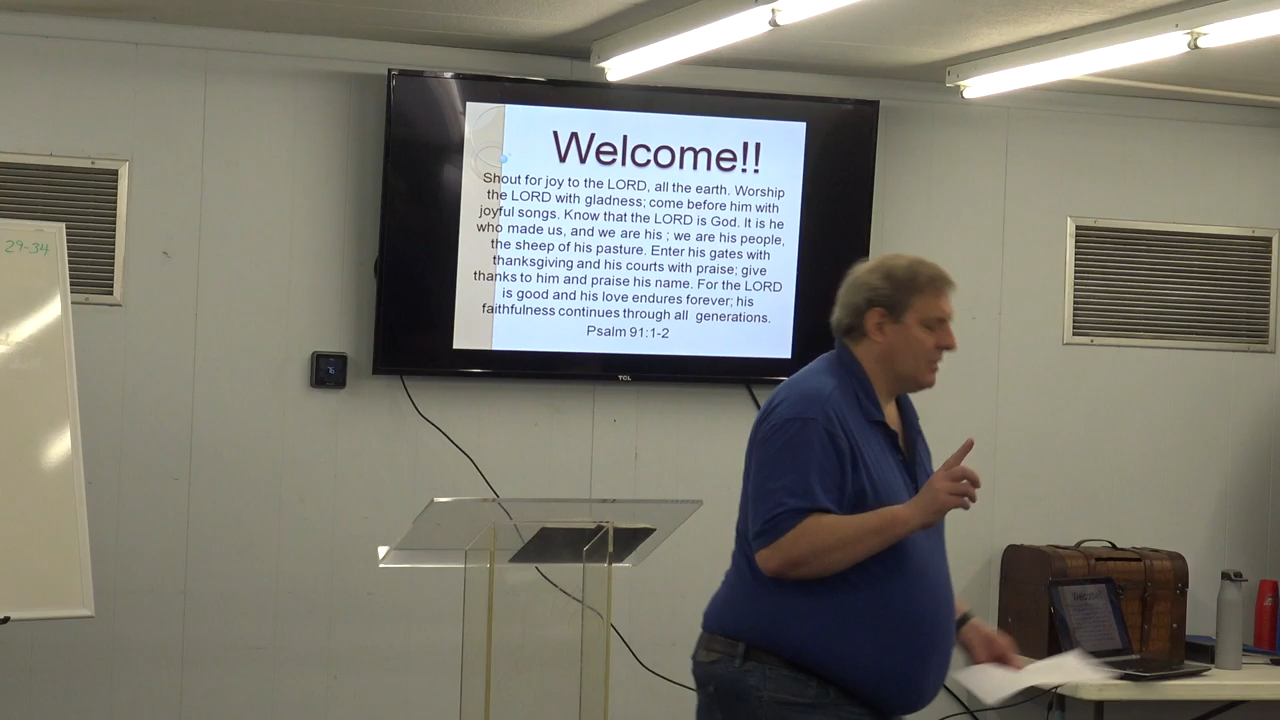 29-34
Welcome!!
Shout for joy to the LORD, all the earth. Worship
the LORD with gladness; come before him with
joyful songs. Know that the LORD is God. It is he
who made us, and we are his ; we are his people,
the sheep of his pasture. Enter his gates with
thanksgiving and his courts with praise; give
thanks to him and praise his name. For the LORD
is good and his love endures forever; his
faithfulness continues through all  generations.
Psalm 91:1-2
TCL
76
Welcome!!